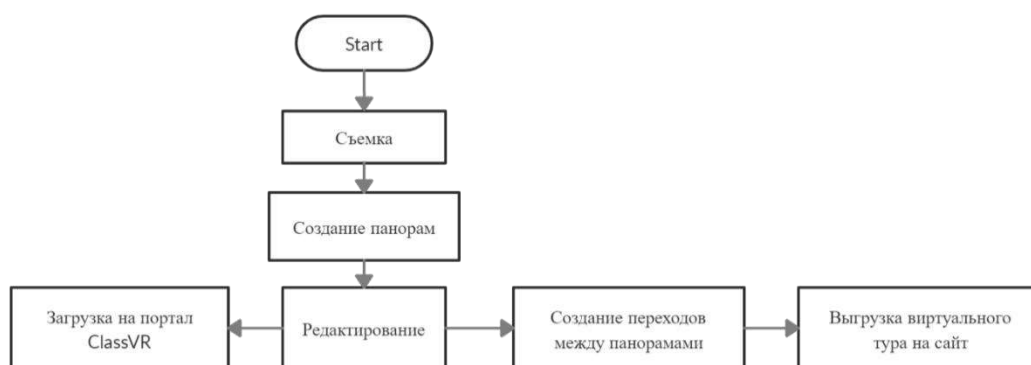 Start
Съемка
Создание панорам
Загрузка на портал
ClassVR
Редактирование
Создание переходов
между панорамами
Выгрузка виртуального
тура на сайт